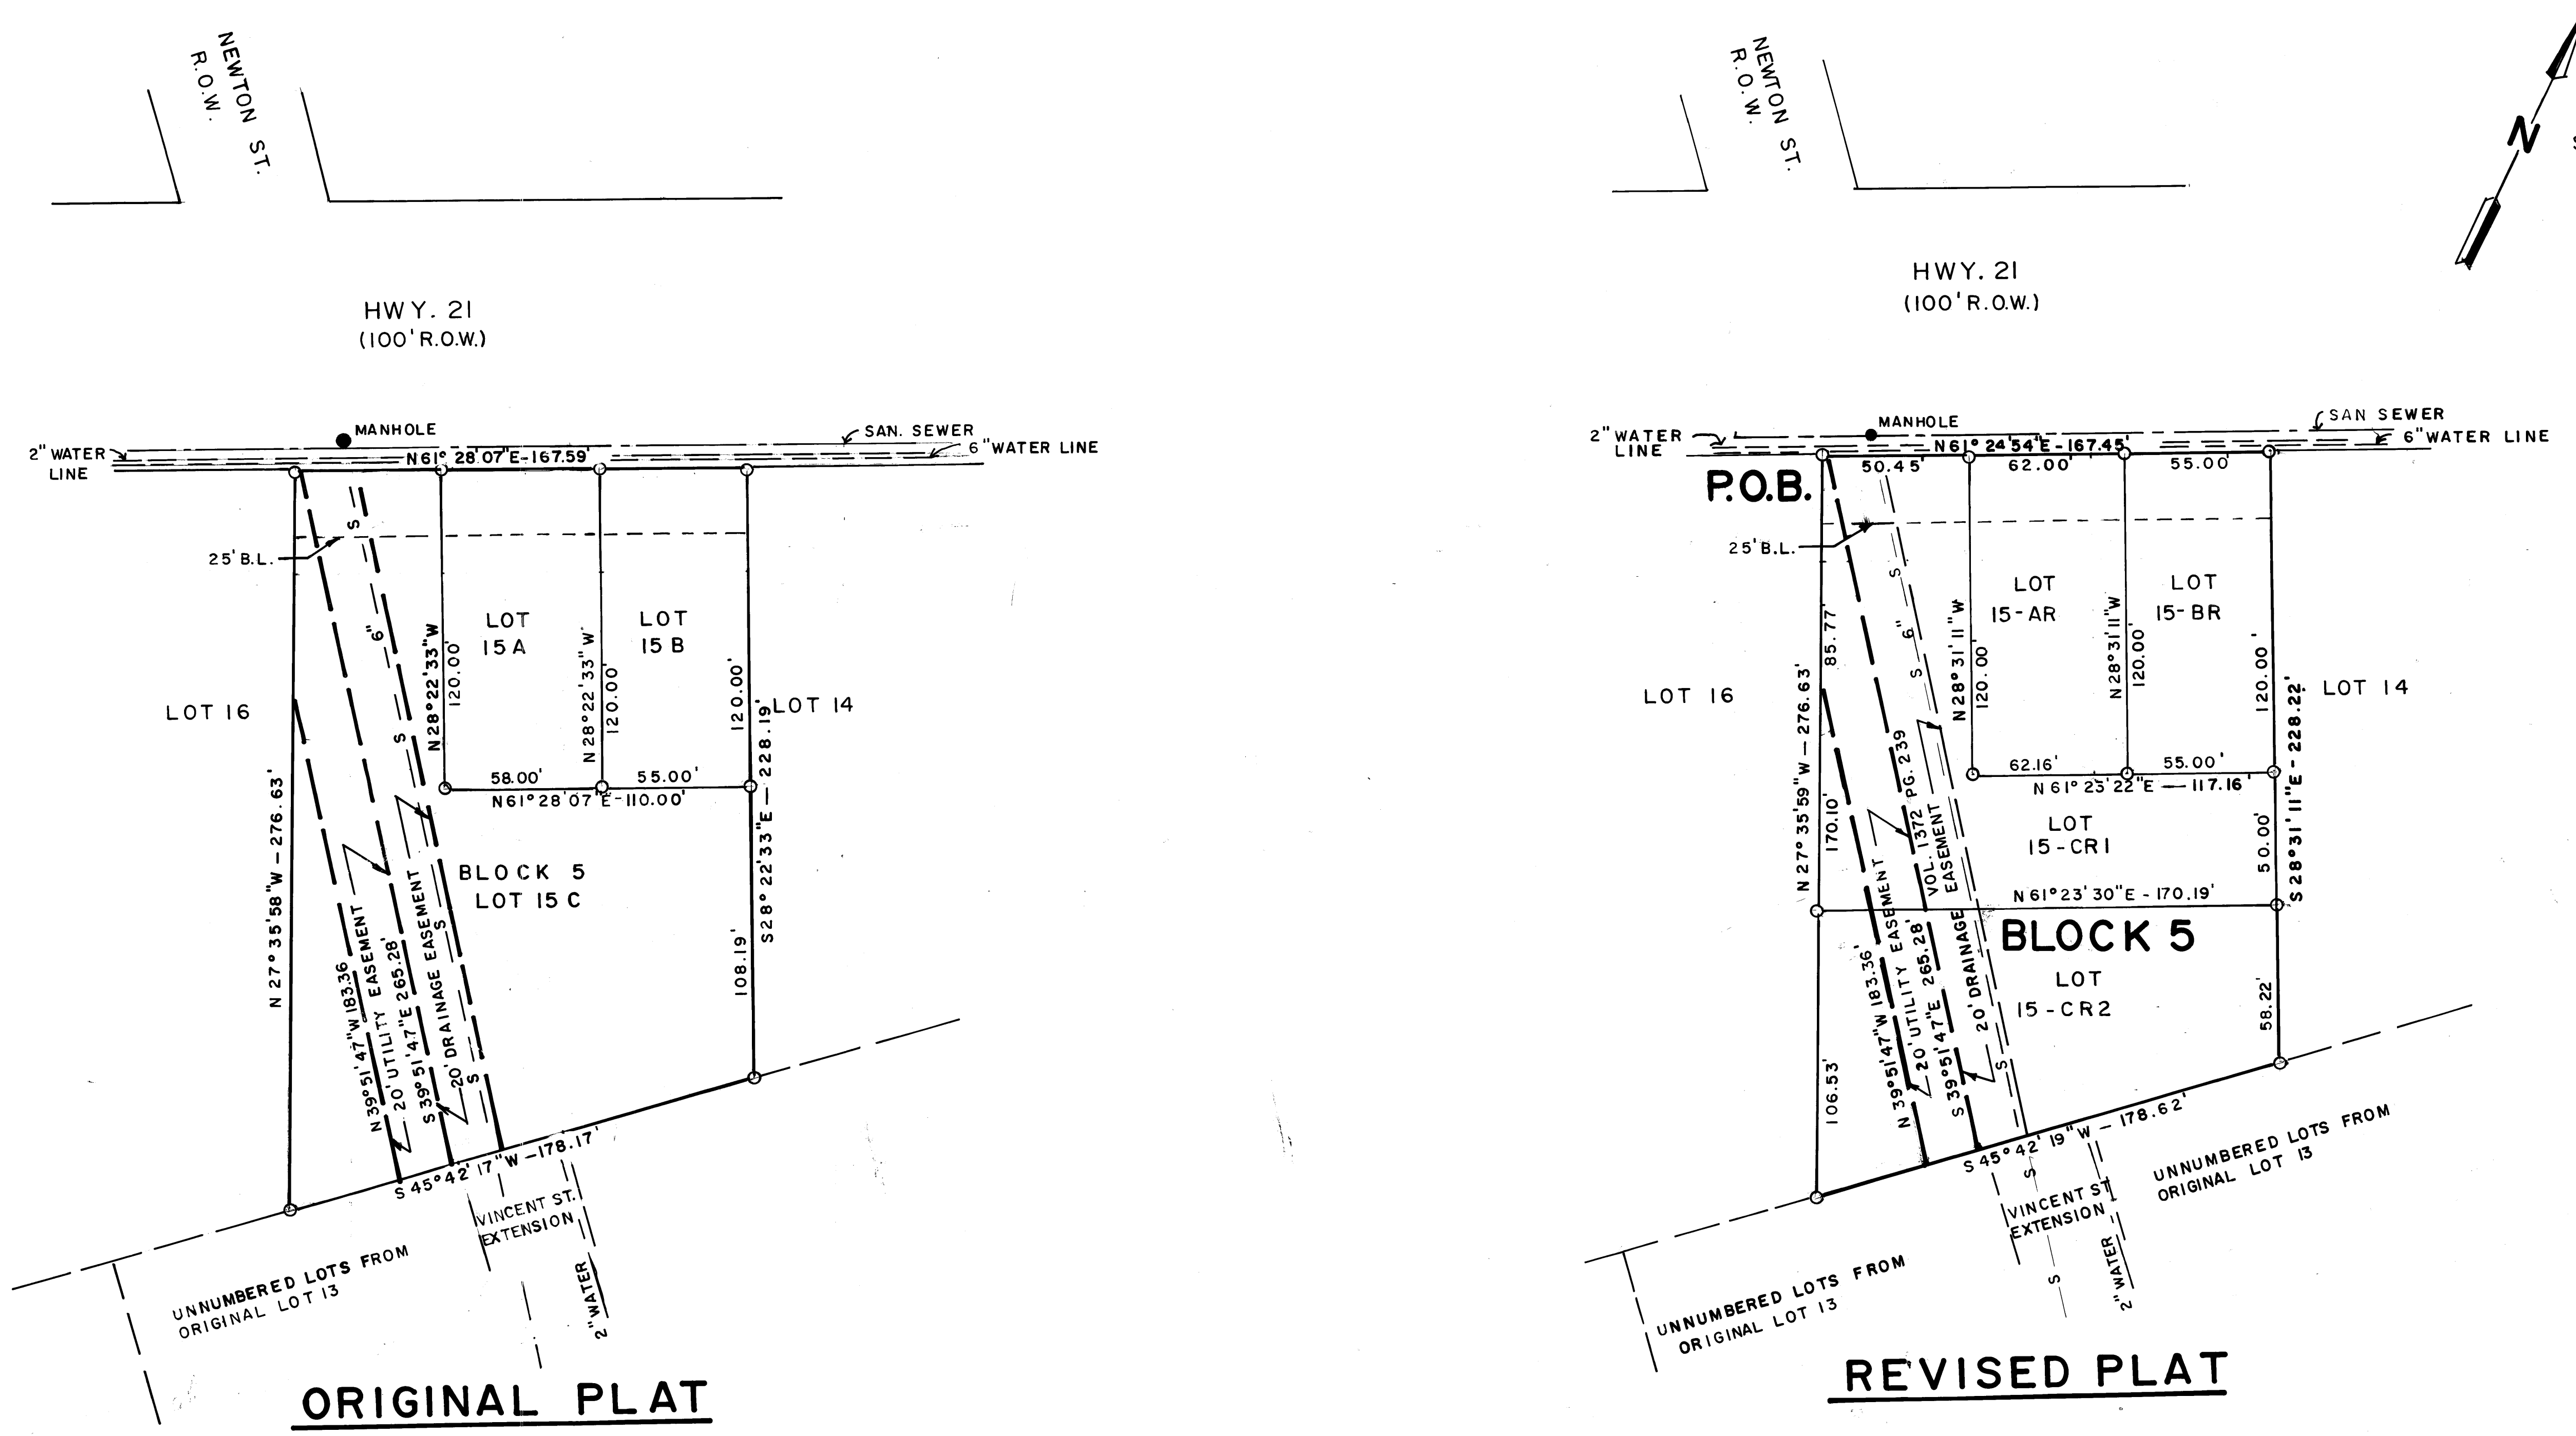 NEWTON ST.
R.O.W.
HWY. 21
(100' R.O.W.)
MANHOLE
SAN. SEWER
2" WATER
LINE
6" WATER LINE
N61° 28'07"E-167.59'
25' B.L.
S
6"
S
S
S
S
LOT
15A
LOT
15B
N28°22'33"W
120.00'
N28°22'33"W
120.00'
120.00'
LOT 16
LOT 14
58.00'
55.00'
N61°28'07"E-110.00'
S28°22'33"E — 228.19'
N 27°35'58"W - 276.63'
BLOCK 5
LOT 15C
108.19'
N 39°51'47"W 183.36
20' UTILITY EASEMENT
S 39°51'47"E 265.28'
20' DRAINAGE EASEMENT
S 45°42'17"W - 178.17'
VINCENT ST.
EXTENSION
2" WATER
UNNUMBERED LOTS FROM
ORIGINAL LOT 13
ORIGINAL PLAT
NEWTON ST.
R.O.W.
N
HWY. 21
(100' R.O.W.)
MANHOLE
SAN SEWER
2" WATER
LINE
6" WATER LINE
N61° 24'54"E-167.45'
50.45'
62.00'
55.00'
P.O.B.
25' B.L.
S
6"
S
LOT
15-AR
LOT
15-BR
85.77'
N28°31'11"W
120.00'
N28°31'11"W
120.00'
120.00'
LOT 16
LOT 14
62.16'
55.00'
N61°23'22"E — 117.16'
N 27°35'59"W - 276.63'
170.10'
VOL. 1372 PG. 239
LOT
15-CR1
50.00'
S28°31'11"E - 228.22'
N 61°23'30"E - 170.19'
BLOCK 5
LOT
15-CR2
58.22'
106.53'
N 39°51'47"W 183.36'
20' UTILITY EASEMENT
S 39°51'47"E 265.28'
20' DRAINAGE EASEMENT
S
S 45°42'19"W - 178.62'
S
VINCENT ST
EXTENSION
S
2" WATER
UNNUMBERED LOTS FROM
ORIGINAL LOT 13
UNNUMBERED LOTS FROM
ORIGINAL LOT 13
REVISED PLAT